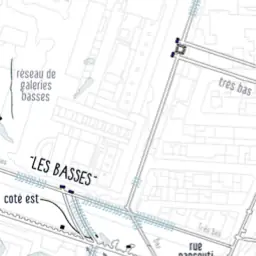 réseau de
galeries
basses
très bas
"LES BASSES"
coté est
Très Bas
rue